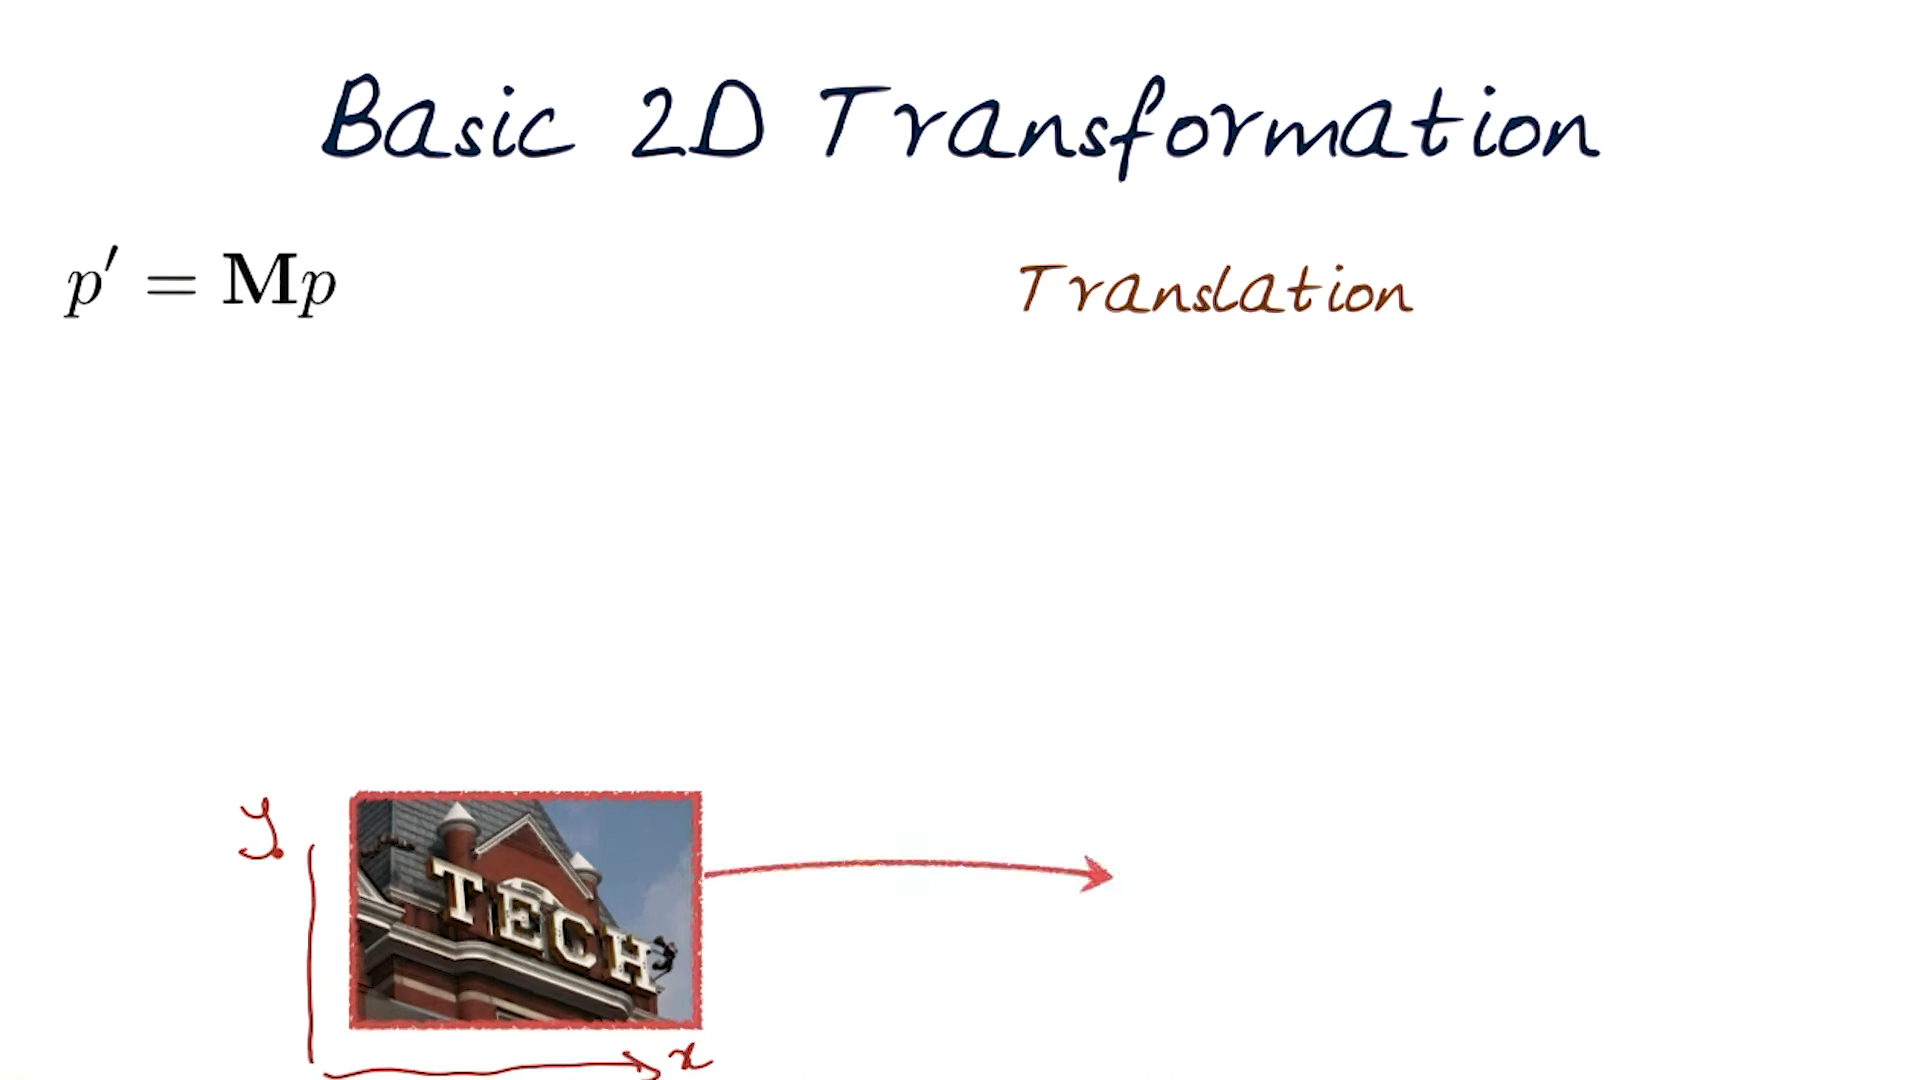 Basic 2D Transformation
p′ = Mp
Translation
y
TECH
x